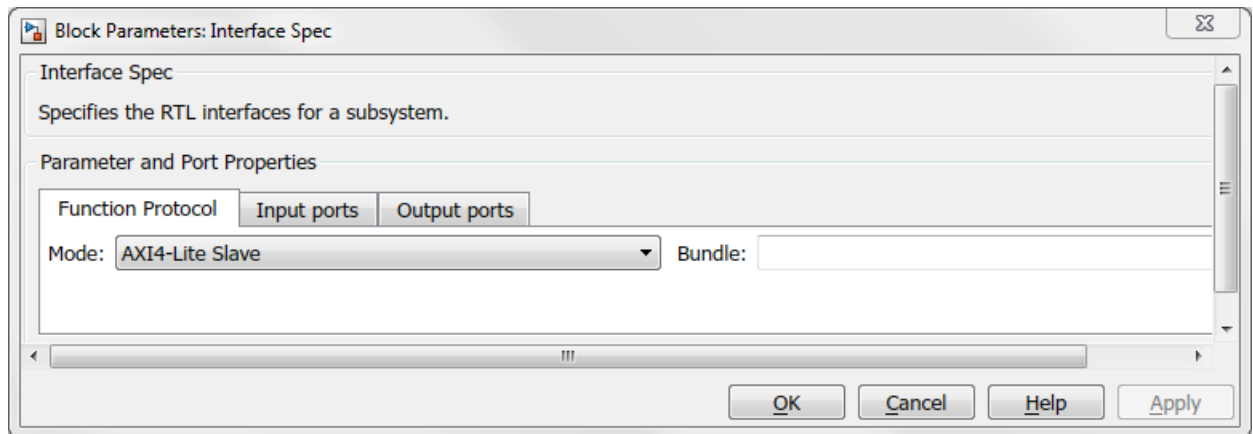 Block Parameters: Interface Spec
Interface Spec
Specifies the RTL interfaces for a subsystem.
Parameter and Port Properties
Function Protocol Input ports Output ports
Mode: AXI4-Lite Slave Bundle:
OK Cancel Help Apply